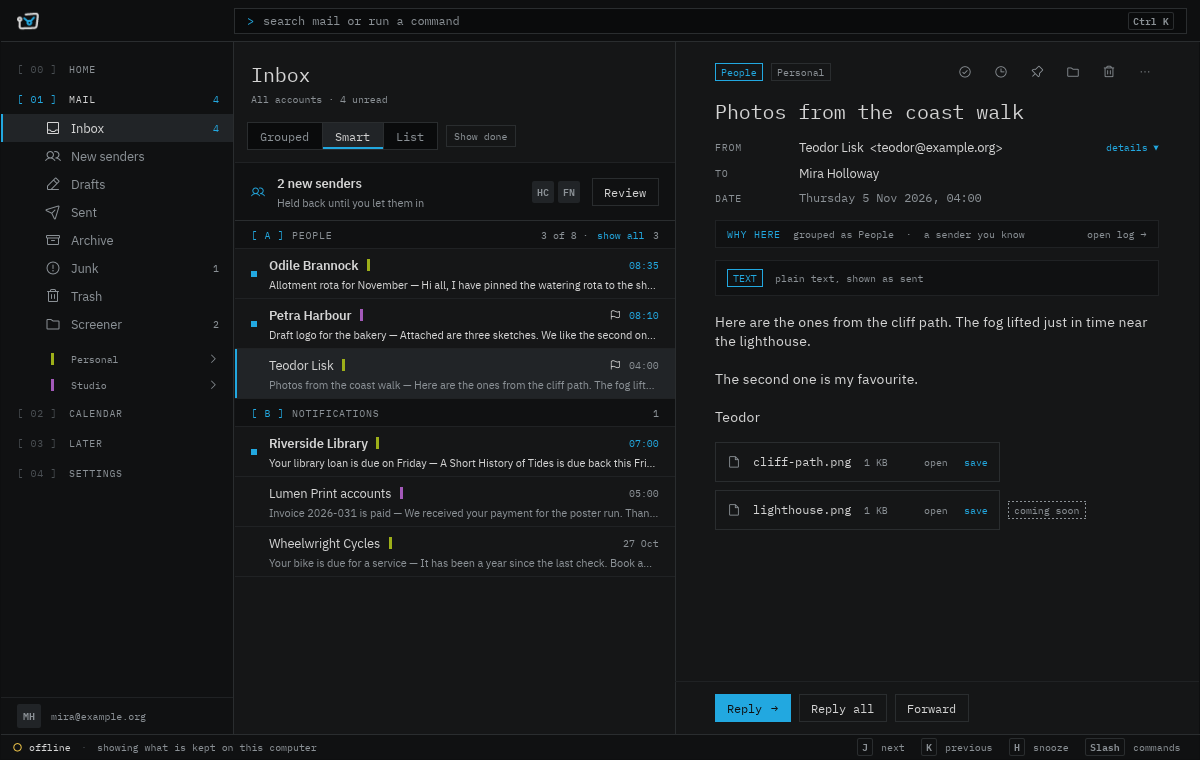 > search mail or run a command
Ctrl K
[ 00 ] HOME
[ 01 ] MAIL 4
Inbox 4
New senders
Drafts
Sent
Archive
Junk 1
Trash
Screener 2
Personal
Studio
[ 02 ] CALENDAR
[ 03 ] LATER
[ 04 ] SETTINGS
MH mira@example.org
Inbox
All accounts · 4 unread
Grouped Smart List Show done
2 new senders
Held back until you let them in
HC FN Review
[ A ] PEOPLE 3 of 8 · show all 3
Odile Brannock 08:35
Allotment rota for November — Hi all, I have pinned the watering rota to the sh…
Petra Harbour 08:10
Draft logo for the bakery — Attached are three sketches. We like the second on…
Teodor Lisk 04:00
Photos from the coast walk — Here are the ones from the cliff path. The fog lift…
[ B ] NOTIFICATIONS 1
Riverside Library 07:00
Your library loan is due on Friday — A Short History of Tides is due back this Fri…
Lumen Print accounts 05:00
Invoice 2026-031 is paid — We received your payment for the poster run. Than…
Wheelwright Cycles 27 Oct
Your bike is due for a service — It has been a year since the last check. Book a…
People Personal
Photos from the coast walk
FROM Teodor Lisk <teodor@example.org> details ▾
TO Mira Holloway
DATE Thursday 5 Nov 2026, 04:00
WHY HERE grouped as People · a sender you know open log →
TEXT plain text, shown as sent
Here are the ones from the cliff path. The fog lifted just in time near
the lighthouse.
The second one is my favourite.
Teodor
cliff-path.png 1 KB open save
lighthouse.png 1 KB open save coming soon
Reply → Reply all Forward
offline · showing what is kept on this computer
J next K previous H snooze Slash commands